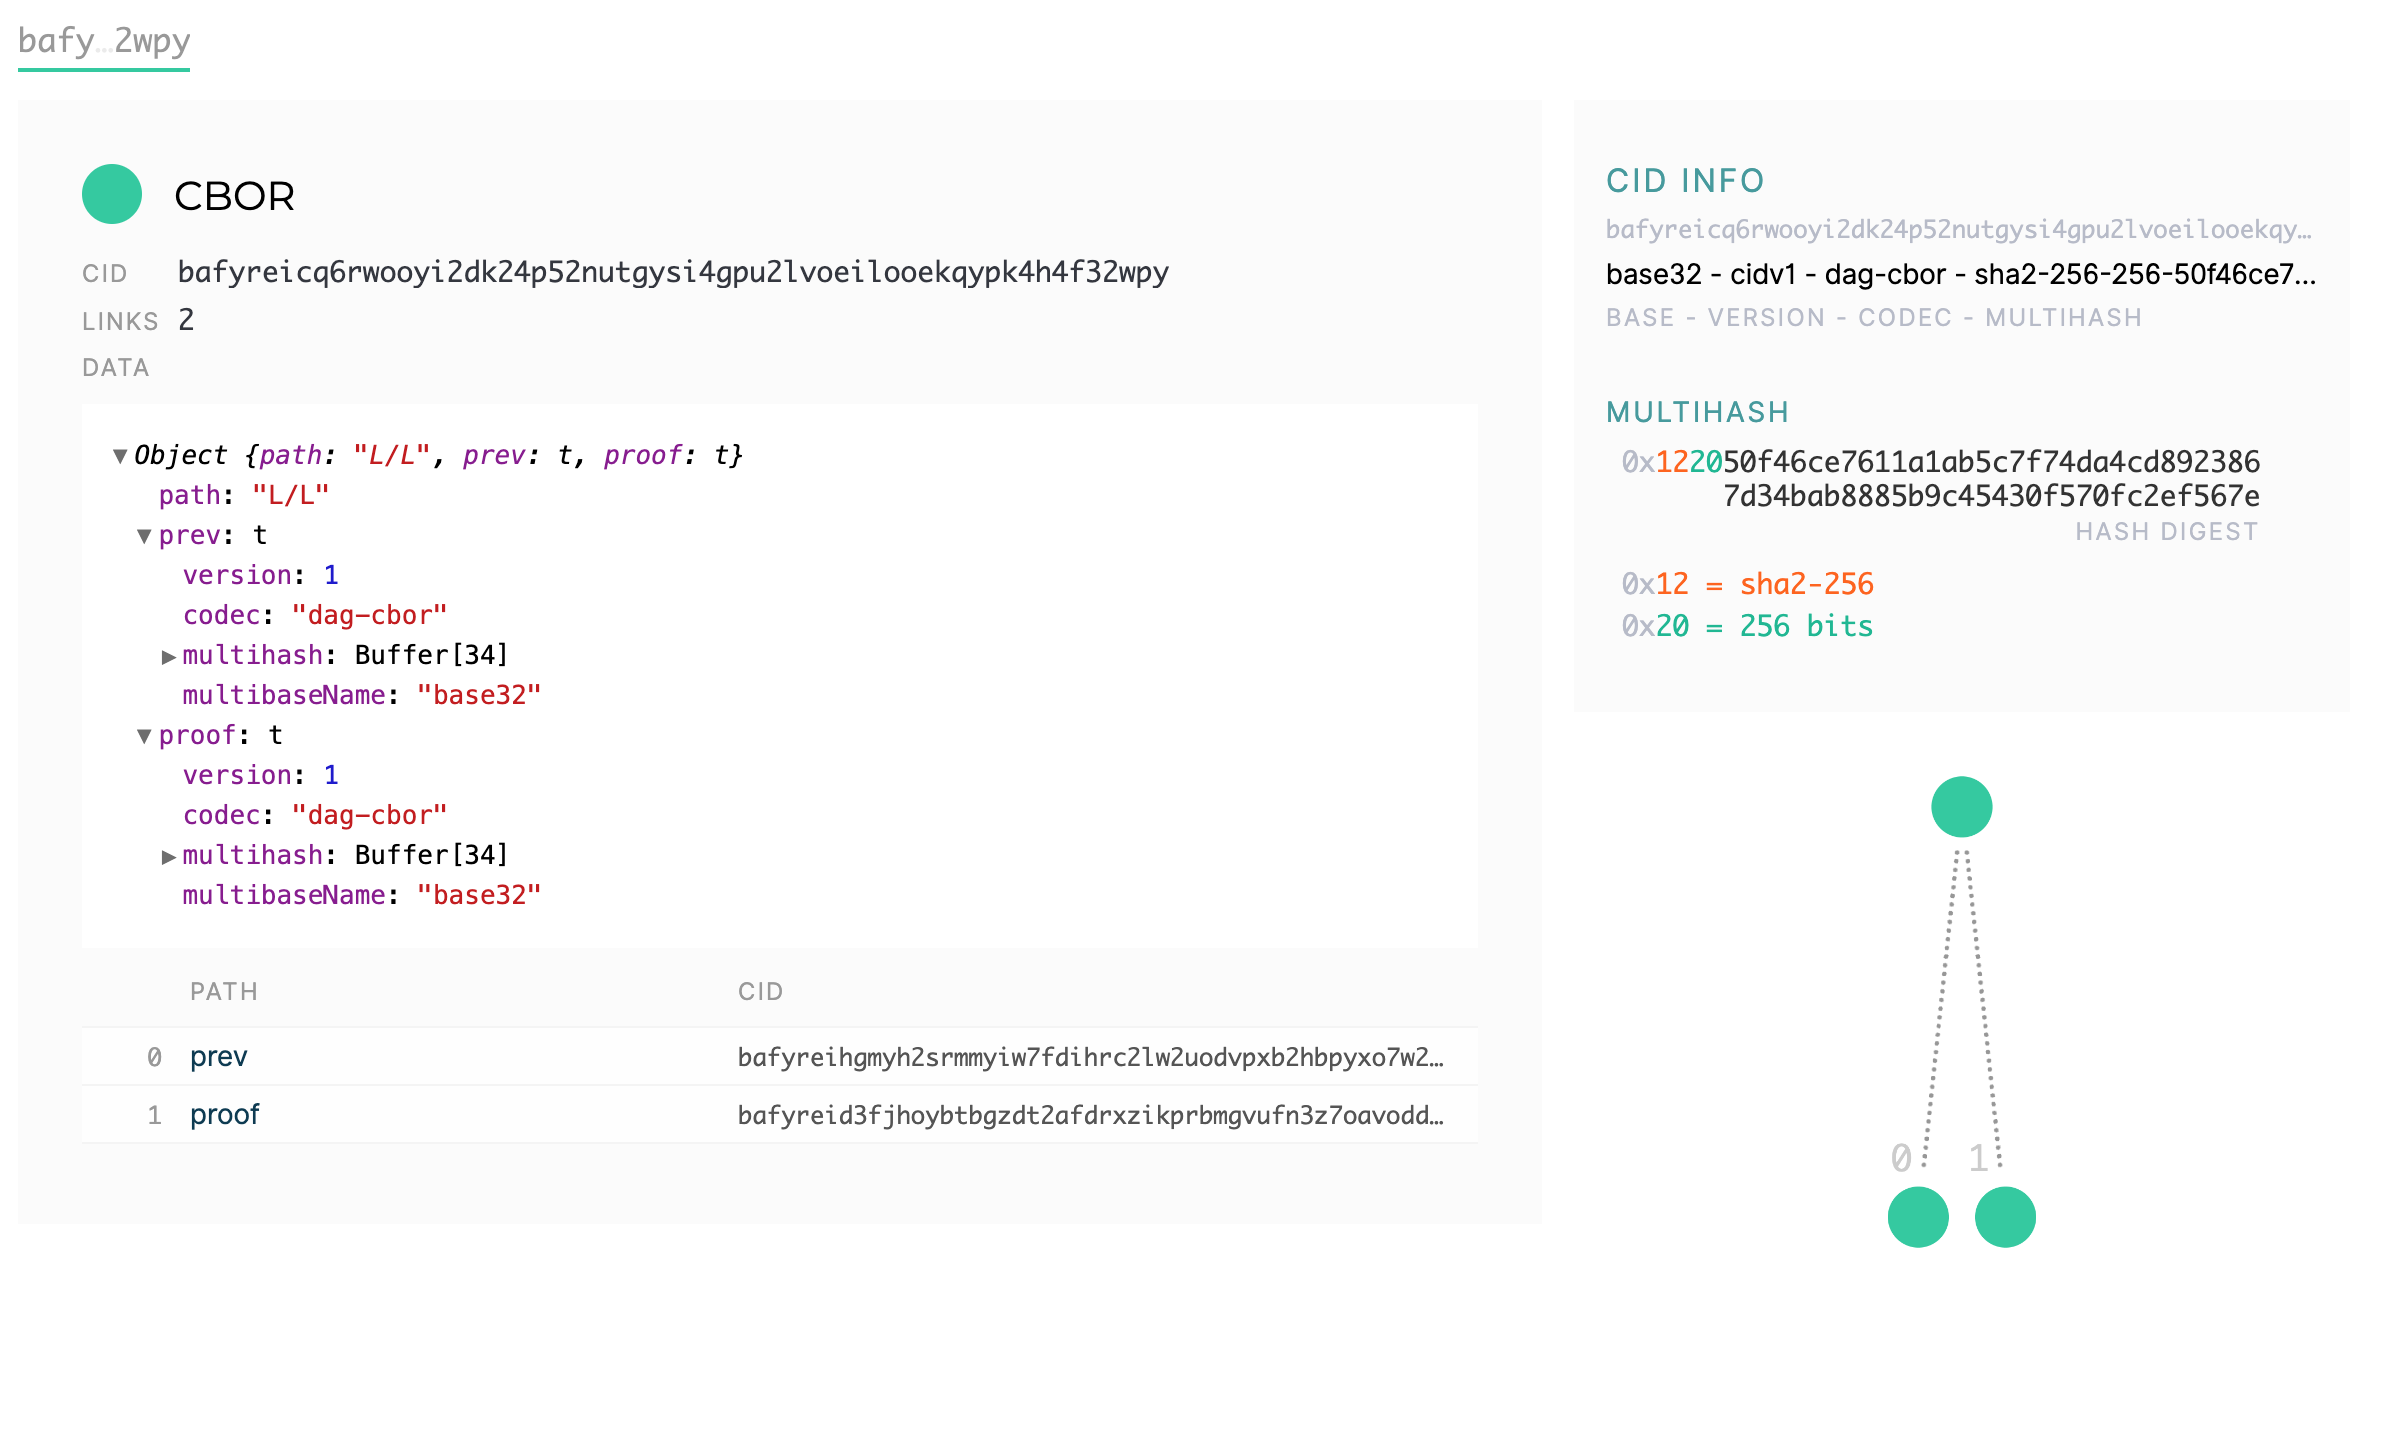 bafy…2wpy
CBOR
CID bafyreicq6rwooyi2dk24p52nutgysi4gpu2lvoeilooekqypk4h4f32wpy
LINKS 2
DATA
▼Object {path: "L/L", prev: t, proof: t}
path: "L/L"
▼prev: t
version: 1
codec: "dag-cbor"
▶multihash: Buffer[34]
multibaseName: "base32"
▼proof: t
version: 1
codec: "dag-cbor"
▶multihash: Buffer[34]
multibaseName: "base32"
PATH CID
0 prev bafyreihgmyh2srmmyiw7fdihrc2lw2uodvpxb2hbpyxo7w2…
1 proof bafyreid3fjhoybtbgzdt2afdrxzikprbmgvufn3z7oavodd…
CID INFO
bafyreicq6rwooyi2dk24p52nutgysi4gpu2lvoeilooekqy…
base32 - cidv1 - dag-cbor - sha2-256-256-50f46ce7…
BASE - VERSION - CODEC - MULTIHASH
MULTIHASH
0x122050f46ce7611a1ab5c7f74da4cd892386
7d34bab8885b9c45430f570fc2ef567e
HASH DIGEST
0x12 = sha2-256
0x20 = 256 bits
0 1